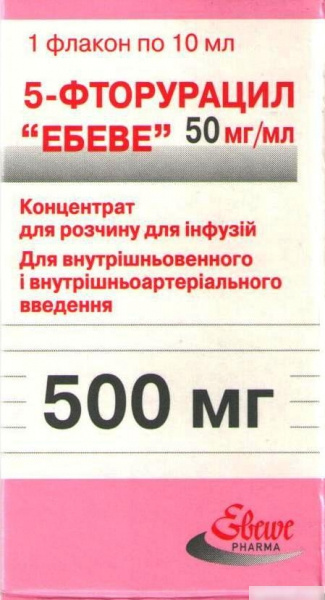 1 флакон по 10 мл
5-ФТОРУРАЦИЛ
“ЕБЕВЕ” 50 мг/мл
Концентрат
для розчину для інфузій
Для внутрішньовенного
і внутрішньоартеріального
введення
500 мг
Ebewe
PHARMA